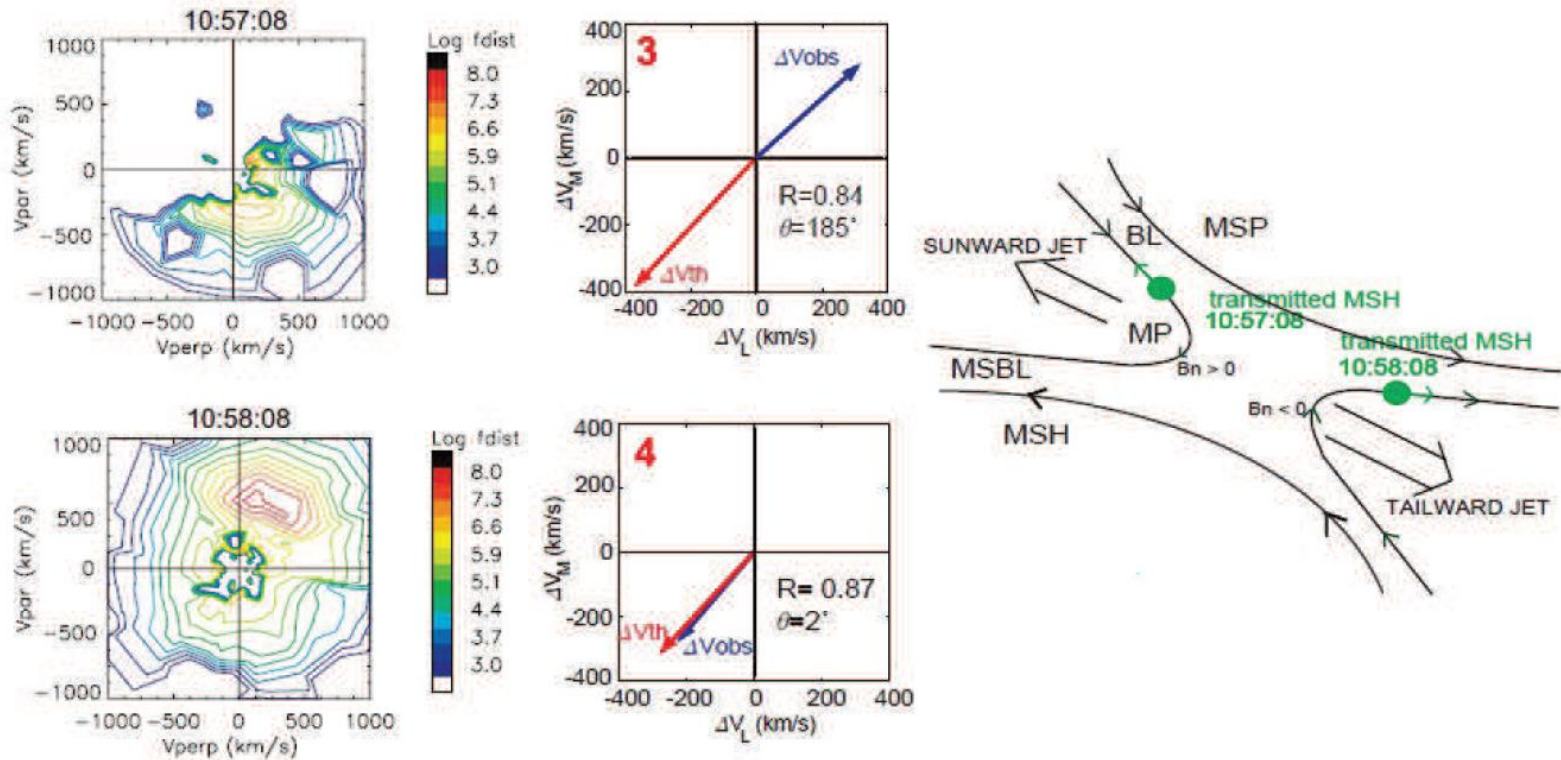 10:57:08
1000
500
0
−500
−1000
Vpar (km/s)
−1000 −500 0 500 1000
Vperp (km/s)
Log fdist
8.0
7.3
6.6
5.9
5.1
4.4
3.7
3.0
3
400
200
0
-200
-400
ΔV_M (km/s)
ΔVobs
ΔVth
R=0.84
θ=185°
-400 -200 0 200 400
ΔV_L (km/s)
10:58:08
1000
500
0
−500
−1000
Vpar (km/s)
−1000 −500 0 500 1000
Vperp (km/s)
Log fdist
8.0
7.3
6.6
5.9
5.1
4.4
3.7
3.0
4
400
200
0
-200
-400
ΔV_M (km/s)
ΔVth
ΔVobs
R= 0.87
θ=2°
-400 -200 0 200 400
ΔV_L (km/s)
BL
MSP
SUNWARD JET
transmitted MSH
10:57:08
MP
transmitted MSH
10:58:08
MSBL
Bn > 0
Bn < 0
MSH
TAILWARD JET